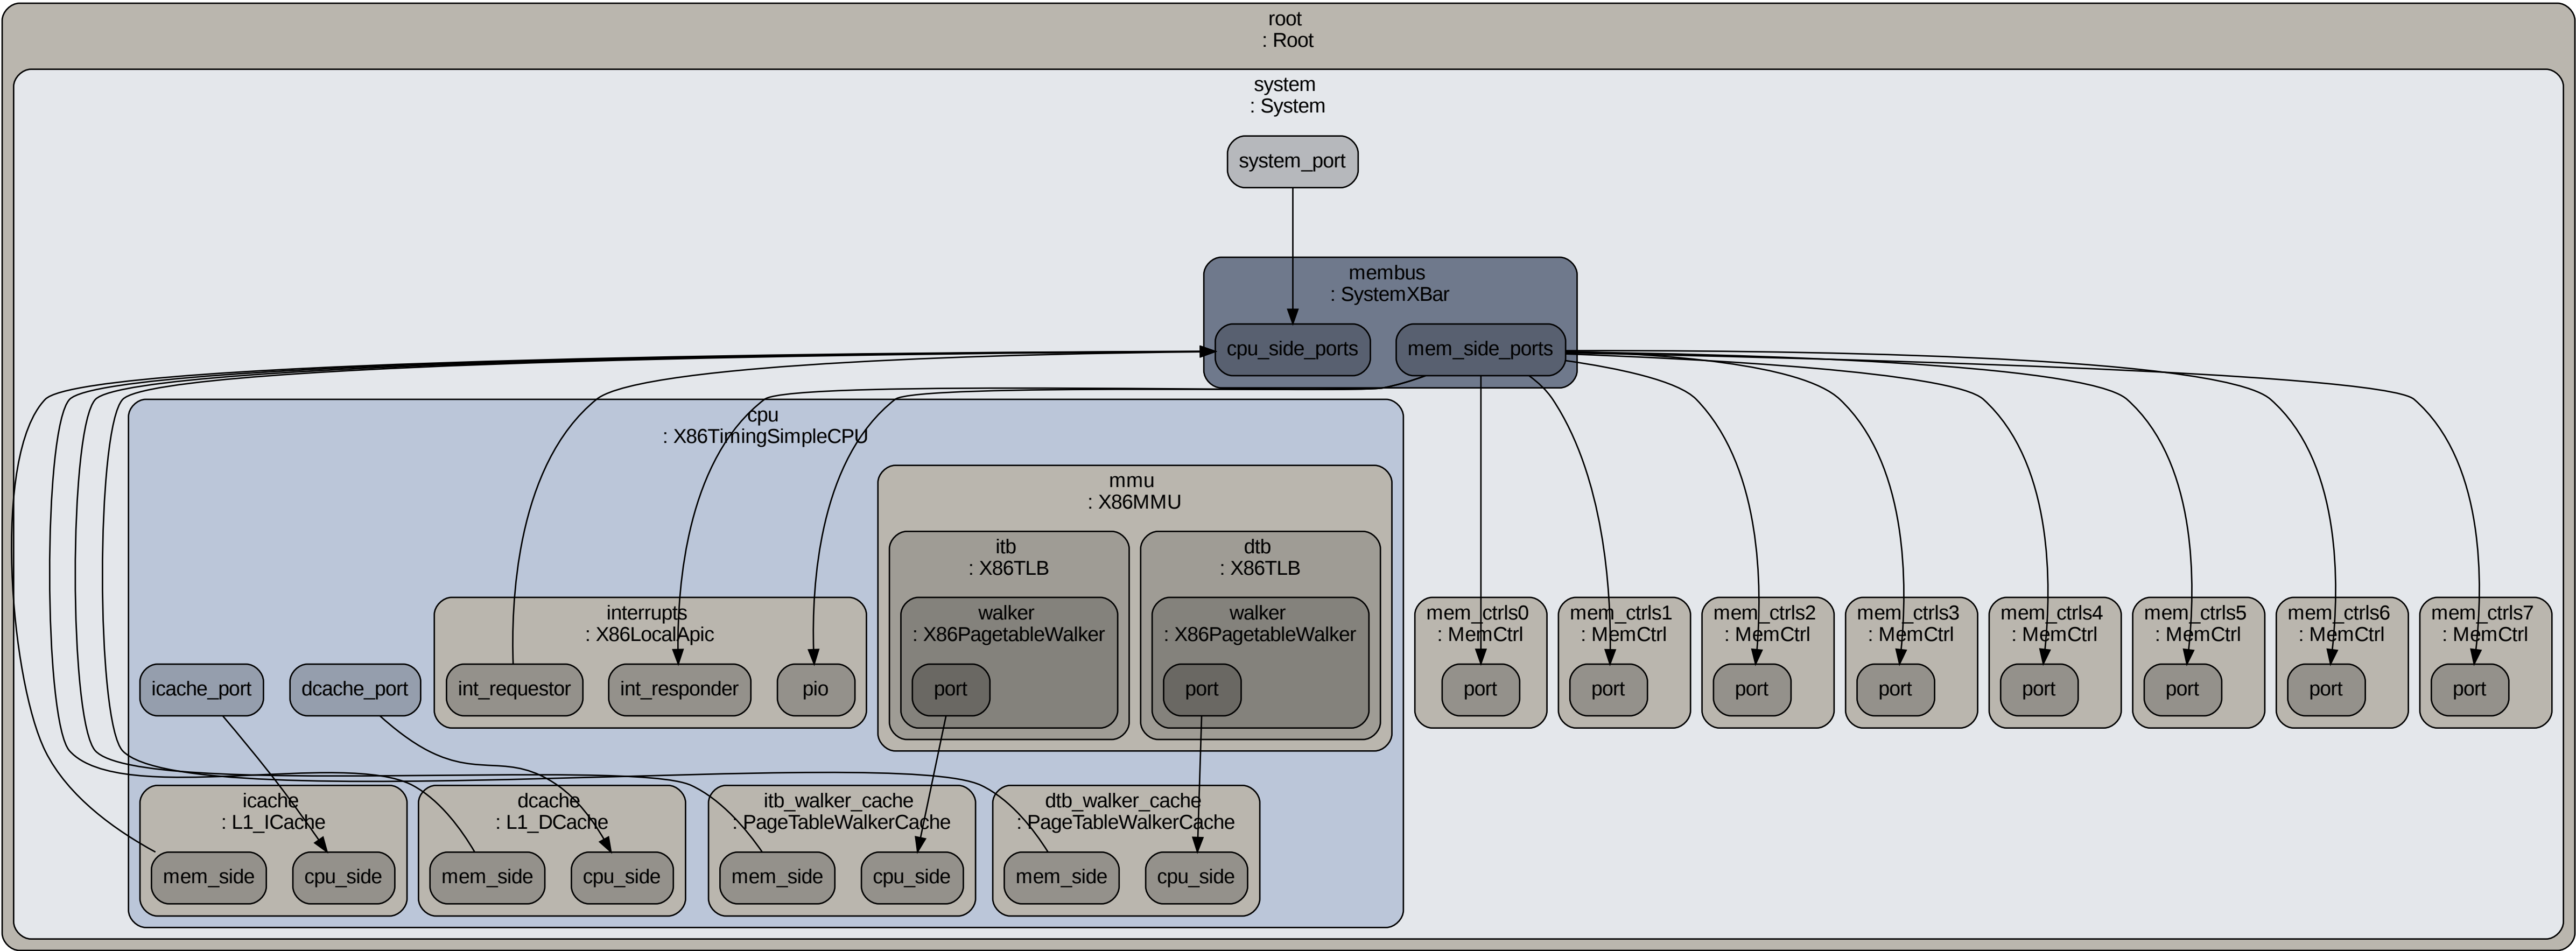 root
: Root
system
: System
system_port
membus
: SystemXBar
cpu_side_ports
mem_side_ports
cpu
: X86TimingSimpleCPU
mmu
: X86MMU
itb
: X86TLB
dtb
: X86TLB
interrupts
: X86LocalApic
walker
: X86PagetableWalker
walker
: X86PagetableWalker
mem_ctrls0
: MemCtrl
mem_ctrls1
: MemCtrl
mem_ctrls2
: MemCtrl
mem_ctrls3
: MemCtrl
mem_ctrls4
: MemCtrl
mem_ctrls5
: MemCtrl
mem_ctrls6
: MemCtrl
mem_ctrls7
: MemCtrl
icache_port
dcache_port
int_requestor
int_responder
pio
port
port
port
port
port
port
port
port
port
port
icache
: L1_ICache
dcache
: L1_DCache
itb_walker_cache
: PageTableWalkerCache
dtb_walker_cache
: PageTableWalkerCache
mem_side
cpu_side
mem_side
cpu_side
mem_side
cpu_side
mem_side
cpu_side